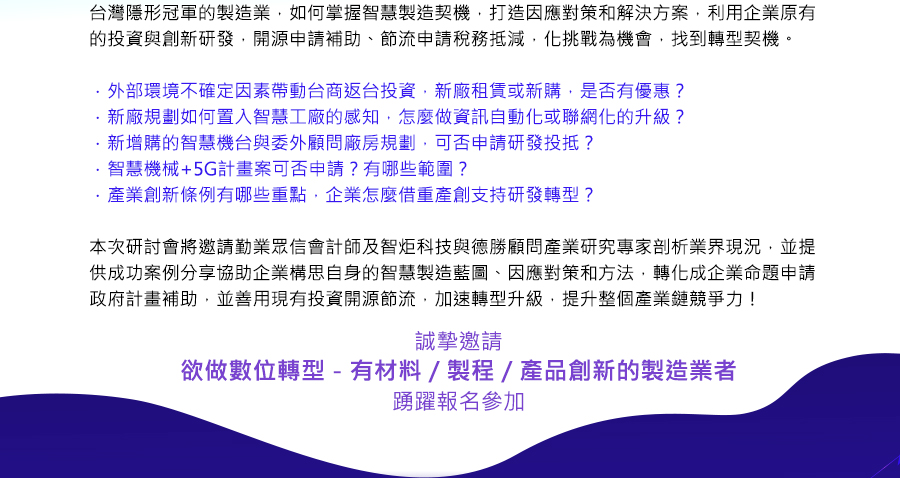 台灣隱形冠軍的製造業，如何掌握智慧製造契機，打造因應對策和解決方案，利用企業原有
的投資與創新研發，開源申請補助、節流申請稅務抵減，化挑戰為機會，找到轉型契機。
．外部環境不確定因素帶動台商返台投資，新廠租賃或新購，是否有優惠？
．新廠規劃如何置入智慧工廠的感知，怎麼做資訊自動化或聯網化的升級？
．新增購的智慧機台與委外顧問廠房規劃，可否申請研發投抵？
．智慧機械+5G計畫案可否申請？有哪些範圍？
．產業創新條例有哪些重點，企業怎麼借重產創支持研發轉型？
本次研討會將邀請勤業眾信會計師及智炬科技與德勝顧問產業研究專家剖析業界現況，並提
供成功案例分享協助企業構思自身的智慧製造藍圖、因應對策和方法，轉化成企業命題申請
政府計畫補助，並善用現有投資開源節流，加速轉型升級，提升整個產業鏈競爭力！
誠摯邀請
欲做數位轉型 - 有材料 / 製程 / 產品創新的製造業者
踴躍報名參加